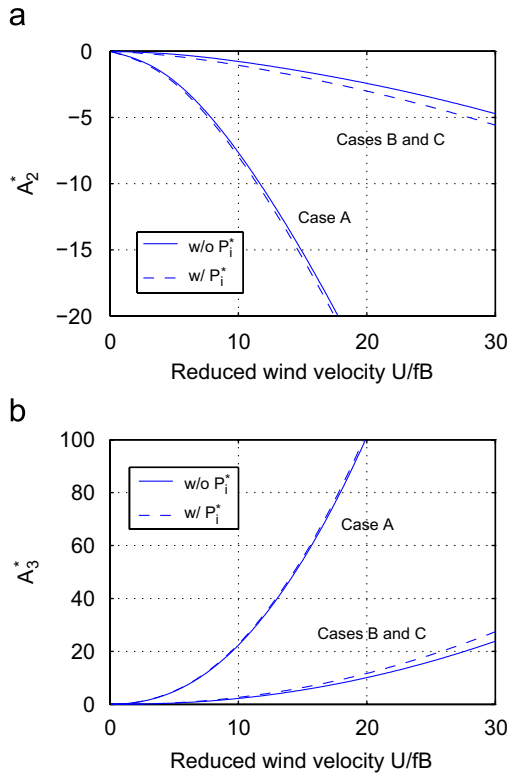 a
0
−5
−10
−15
−20
A*2
Cases B and C
Case A
w/o P*i
w/ P*i
0 10 20 30
Reduced wind velocity U/fB
b
100
80
60
40
20
0
A*3
w/o P*i
w/ P*i
Case A
Cases B and C
0 10 20 30
Reduced wind velocity U/fB